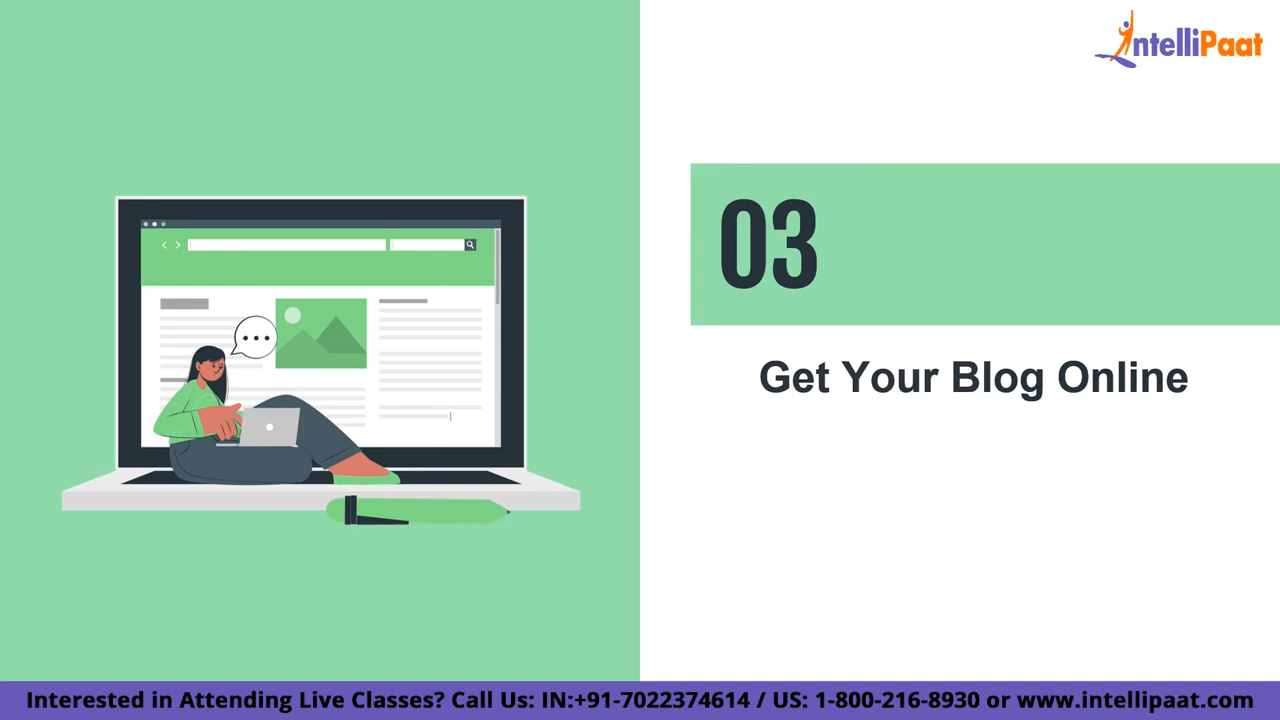 IntelliPaat
03
Get Your Blog Online
Interested in Attending Live Classes? Call Us: IN:+91-7022374614 / US: 1-800-216-8930 or www.intellipaat.com